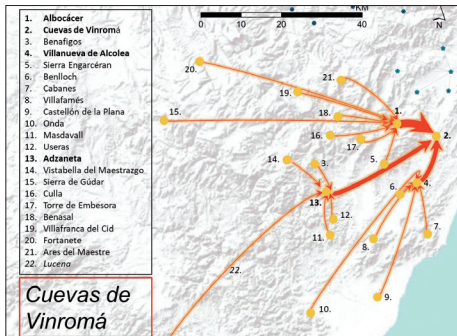 1. Albocácer
2. Cuevas de Vinromá
3. Benafigos
4. Villanueva de Alcolea
5. Sierra Engarcerán
6. Benlloch
7. Cabanes
8. Villafamés
9. Castellón de la Plana
10. Onda
11. Masdavall
12. Useras
13. Adzaneta
14. Vistabella del Maestrazgo
15. Sierra de Gúdar
16. Culla
17. Torre de Embesora
18. Benasal
19. Villafranca del Cid
20. Fortanete
21. Ares del Maestre
22. Lucena
Cuevas de
Vinromá
KM
0 20 40
N
20.
21.
19.
15.
18.
1.
2.
16.
17.
14.
3.
5.
13.
6.
4.
12.
11.
8.
7.
22.
9.
10.